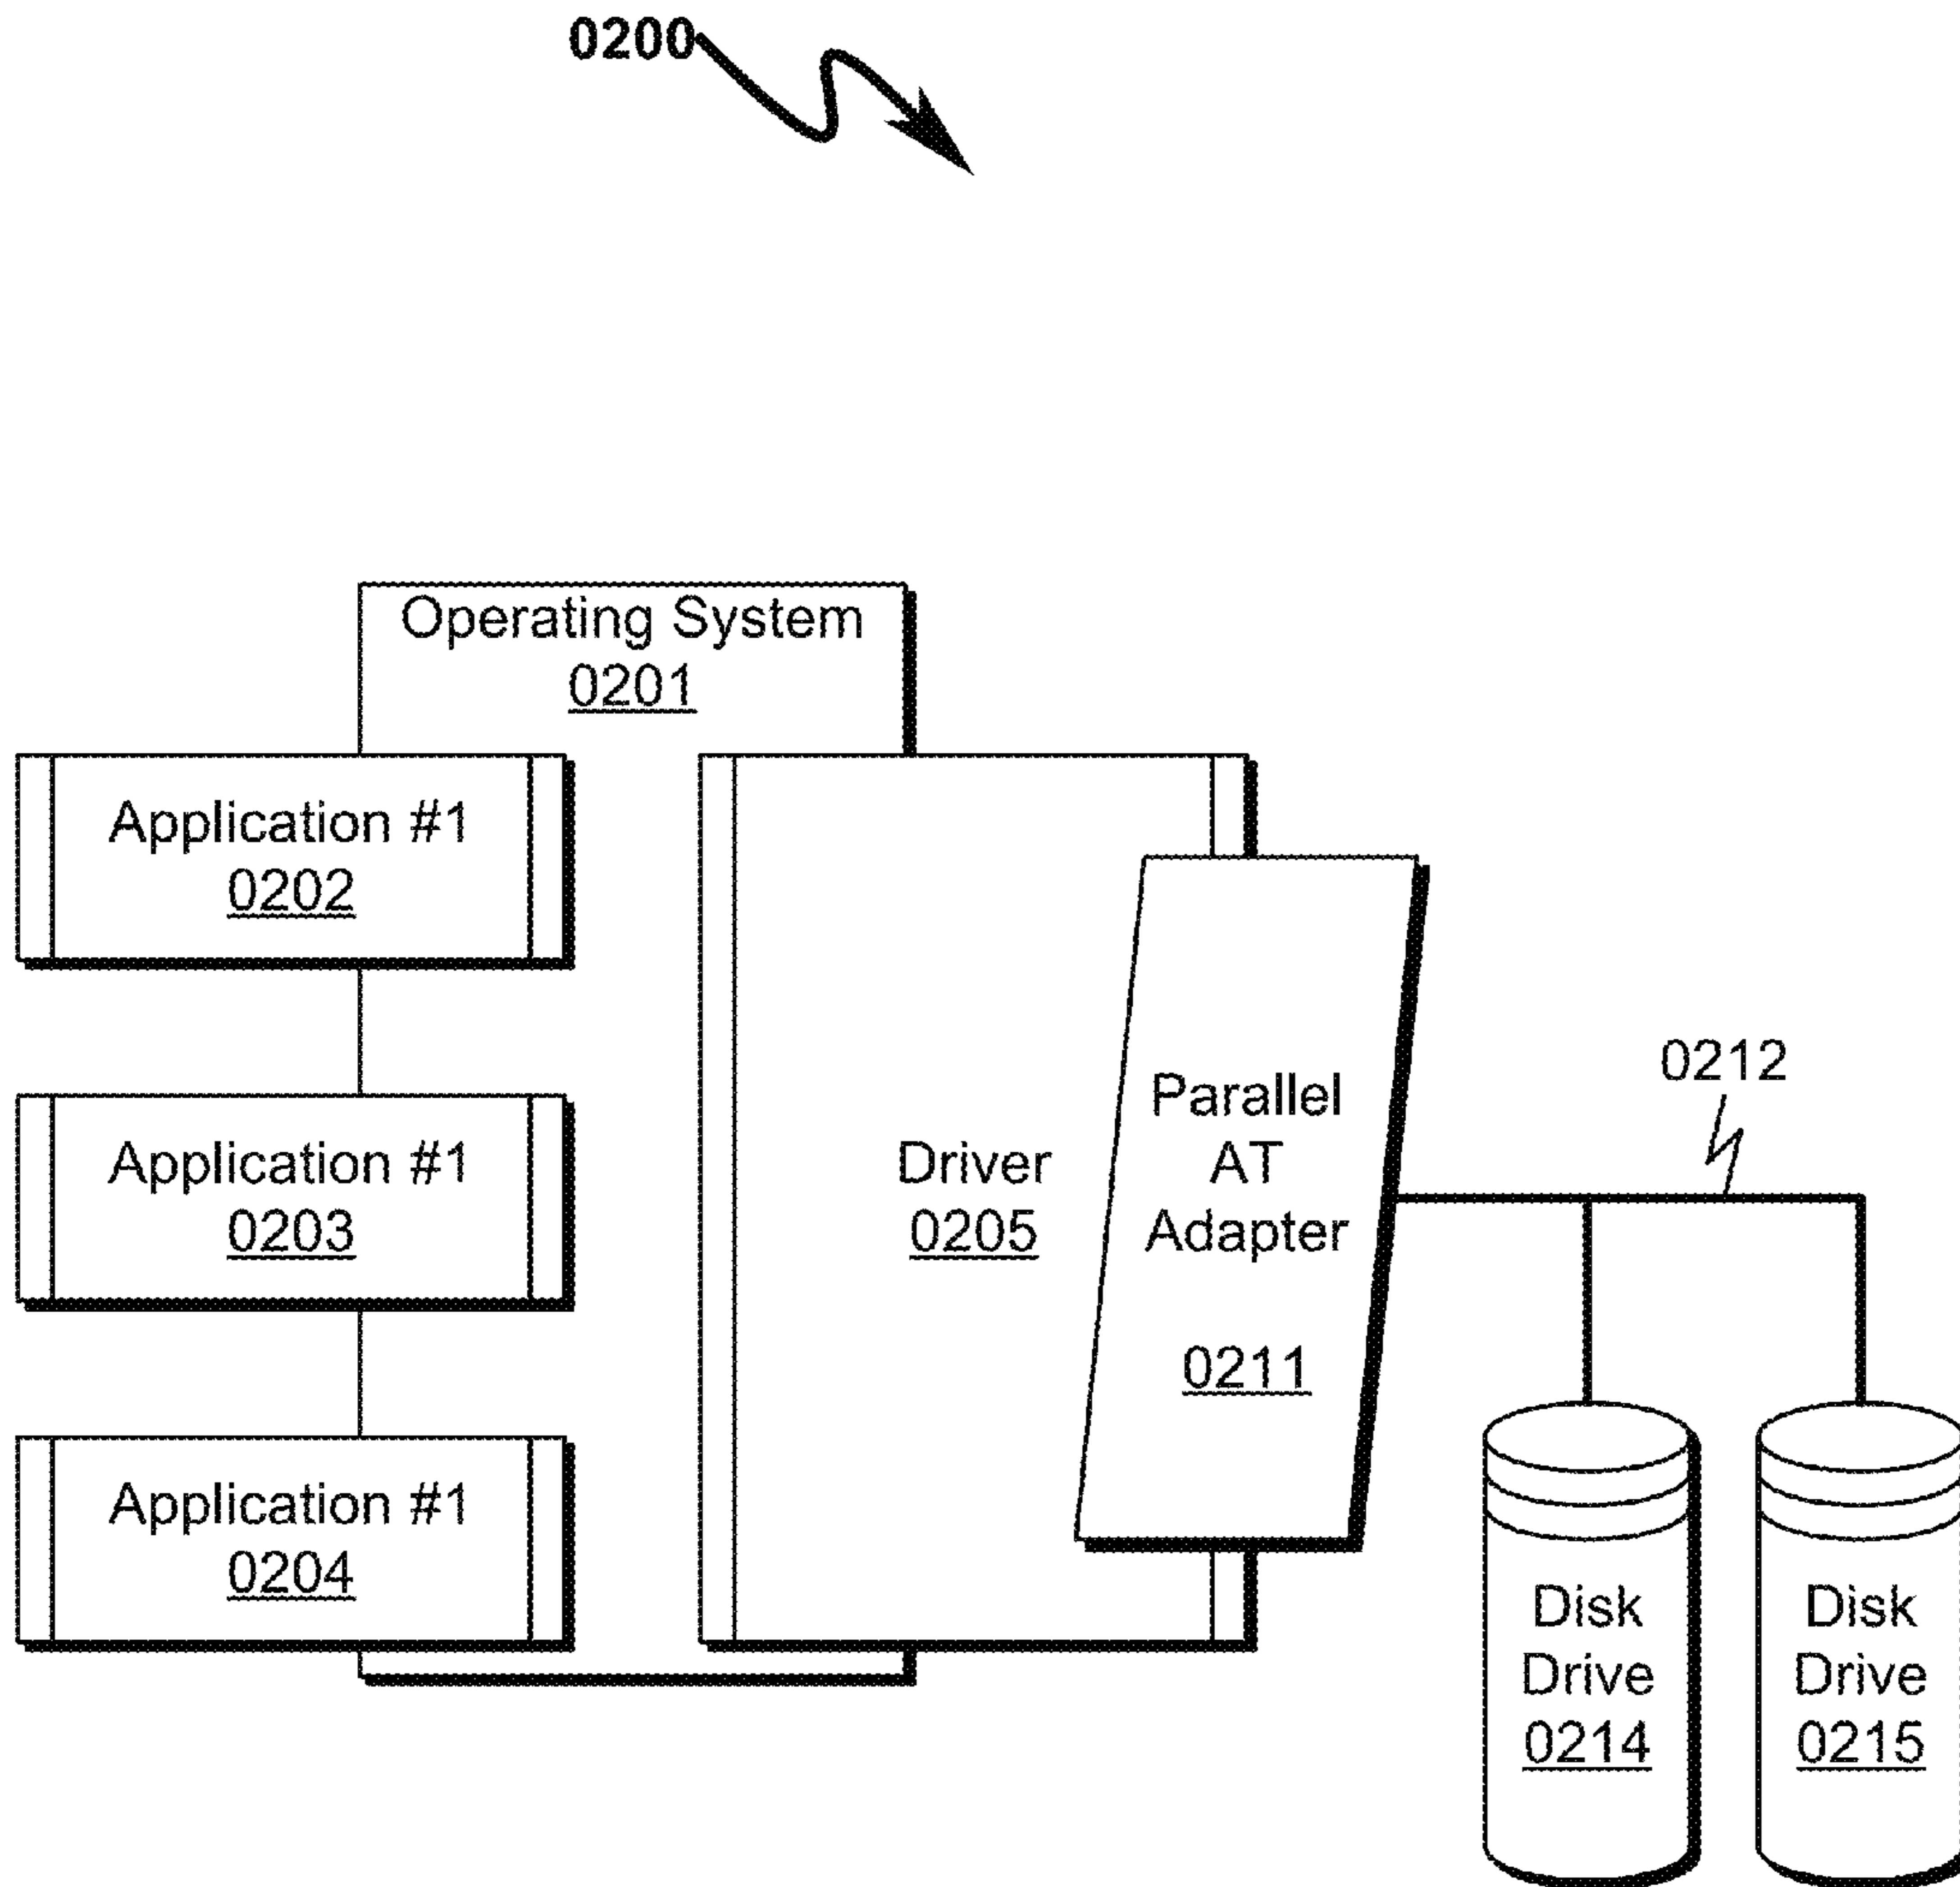 0200
Operating System
0201
Application #1
0202
Application #1
0203
Application #1
0204
Driver
0205
Parallel
AT
Adapter
0211
0212
Disk
Drive
0214
Disk
Drive
0215